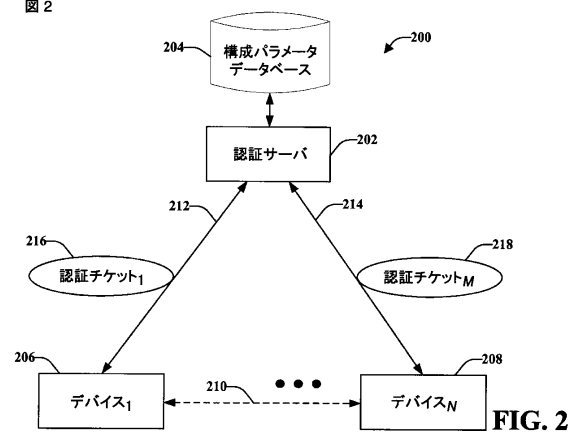 図2
204
構成パラメータ
データベース
200
認証サーバ
202
212
214
216
認証チケット1
218
認証チケットM
206
デバイス1
210
208
デバイスN
FIG. 2